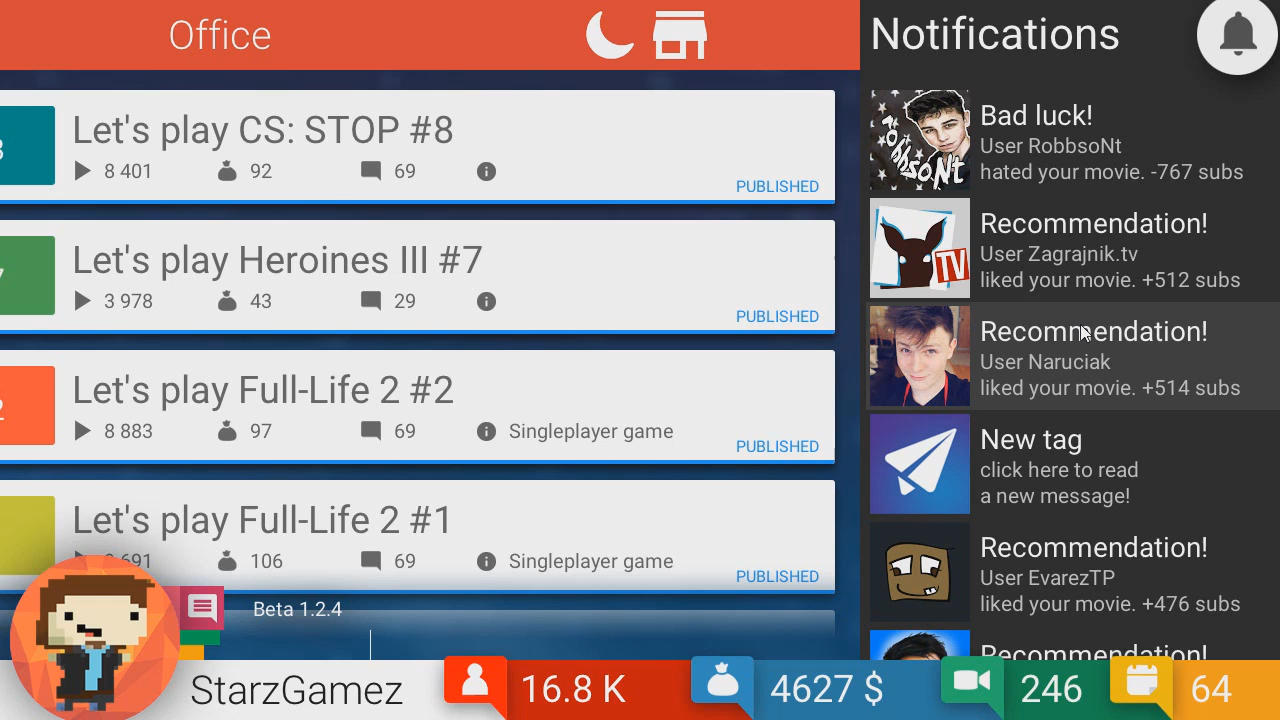 Office
Notifications
Let's play CS: STOP #8
8 401 92 69
PUBLISHED
Let's play Heroines III #7
3 978 43 29
PUBLISHED
Let's play Full-Life 2 #2
8 883 97 69 Singleplayer game
PUBLISHED
Let's play Full-Life 2 #1
691 106 69 Singleplayer game
PUBLISHED
Bad luck!
User RobbsoNt
hated your movie. -767 subs
RobbsoNt
Recommendation!
User Zagrajnik.tv
liked your movie. +512 subs
TV
Recommendation!
User Naruciak
liked your movie. +514 subs
New tag
click here to read
a new message!
Recommendation!
User EvarezTP
liked your movie. +476 subs
Recommendation!
Beta 1.2.4
StarzGamez 16.8 K 4627 $ 246 64